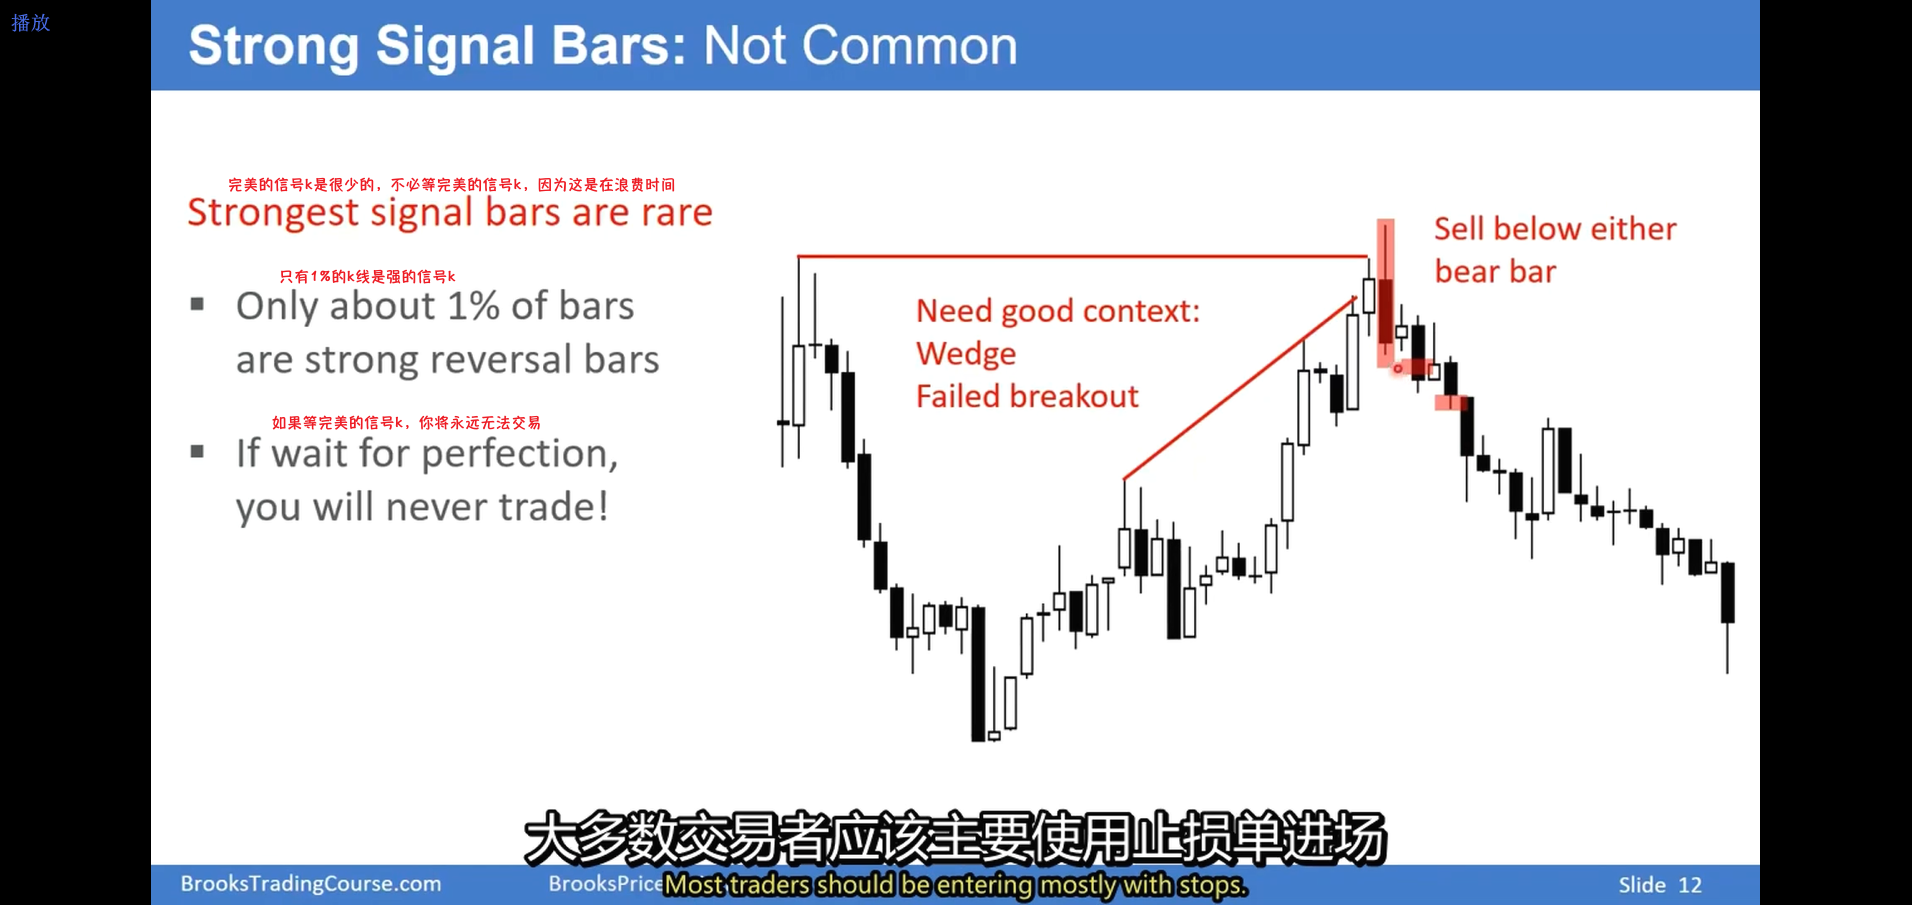 播放
Strong Signal Bars: Not Common
完美的信号k是很少的，不必等完美的信号k，因为这是在浪费时间
Strongest signal bars are rare
只有1%的k线是强的信号k
Only about 1% of bars
are strong reversal bars
如果等完美的信号k，你将永远无法交易
If wait for perfection,
you will never trade!
Need good context:
Wedge
Failed breakout
Sell below either
bear bar
大多数交易者应该主要使用止损单进场
BrooksTradingCourse.com
BrooksPrice
Most traders should be entering mostly with stops.
Slide 12